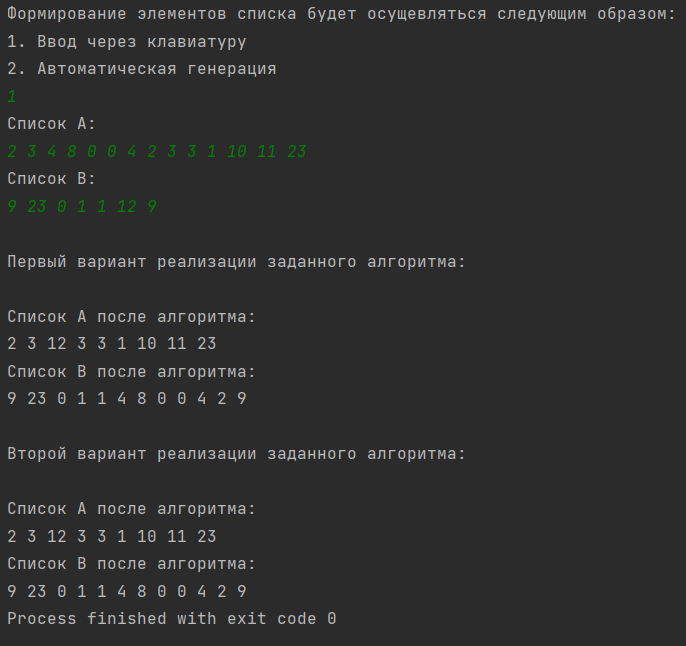 Формирование элементов списка будет осущевляться следующим образом:
1. Ввод через клавиатуру
2. Автоматическая генерация
1
Список A:
2 3 4 8 0 0 4 2 3 3 1 10 11 23
Список B:
9 23 0 1 1 12 9
Первый вариант реализации заданного алгоритма:
Список A после алгоритма:
2 3 12 3 3 1 10 11 23
Список B после алгоритма:
9 23 0 1 1 4 8 0 0 4 2 9
Второй вариант реализации заданного алгоритма:
Список A после алгоритма:
2 3 12 3 3 1 10 11 23
Список B после алгоритма:
9 23 0 1 1 4 8 0 0 4 2 9
Process finished with exit code 0